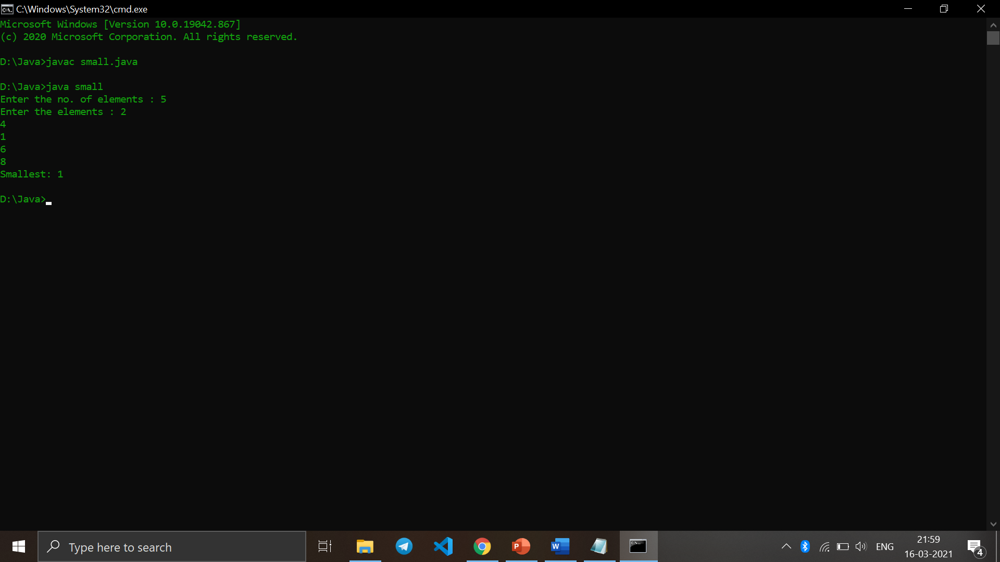 C:\Windows\System32\cmd.exe
Microsoft Windows [Version 10.0.19042.867]
(c) 2020 Microsoft Corporation. All rights reserved.
D:\Java>javac small.java
D:\Java>java small
Enter the no. of elements : 5
Enter the elements : 2
4
1
6
8
Smallest: 1
D:\Java>
Type here to search
ENG
21:59
16-03-2021
4